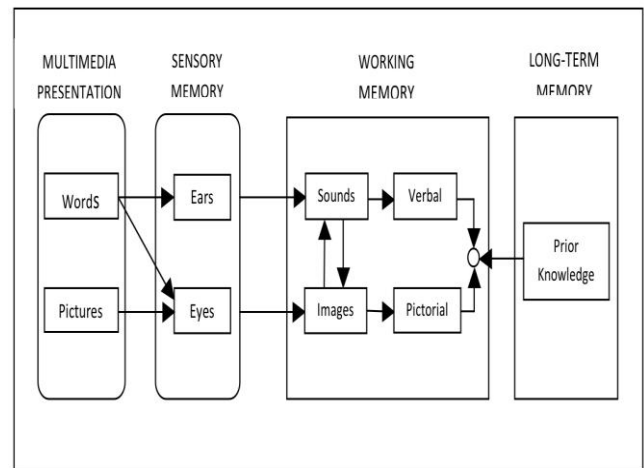 MULTIMEDIA
PRESENTATION
SENSORY
MEMORY
WORKING
MEMORY
LONG-TERM
MEMORY
Words
Ears
Sounds
Verbal
Prior
Knowledge
Pictures
Eyes
Images
Pictorial